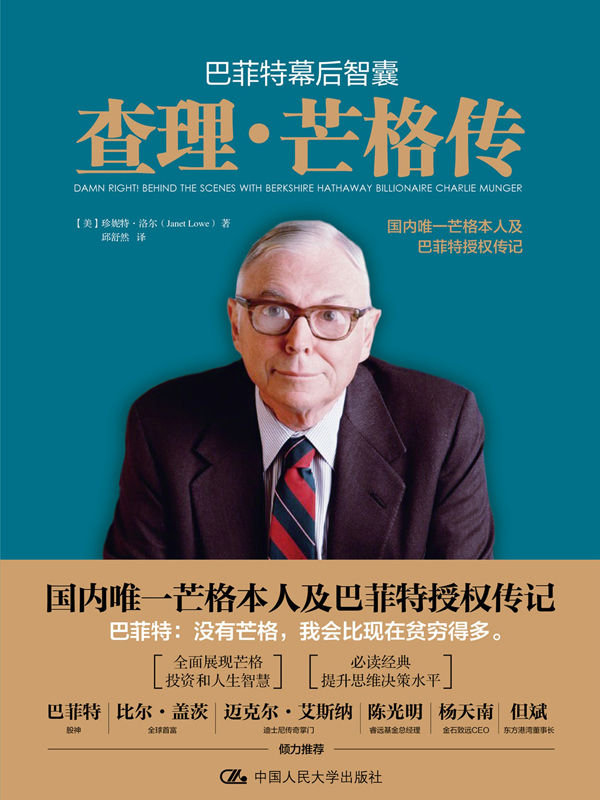 巴菲特幕后智囊
查理·芒格传
DAMN RIGHT! BEHIND THE SCENES WITH BERKSHIRE HATHAWAY BILLIONAIRE CHARLIE MUNGER
【美】珍妮特·洛尔（Janet Lowe）著
邱舒然 译
国内唯一芒格本人及
巴菲特授权传记
国内唯一芒格本人及巴菲特授权传记
巴菲特：没有芒格，我会比现在贫穷得多。
全面展现芒格
投资和人生智慧
必读经典
提升思维决策水平
巴菲特 比尔·盖茨 迈克尔·艾斯纳 陈光明 杨天南 但斌
股神 全球首富 迪士尼传奇掌门 睿远基金总经理 金石致远CEO 东方港湾董事长
倾力推荐
中国人民大学出版社